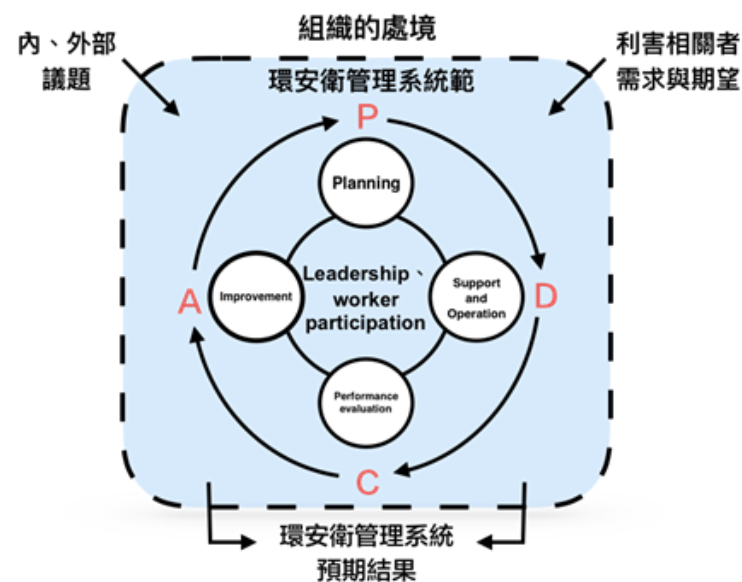 組織的處境
內、外部
議題
利害相關者
需求與期望
環安衛管理系統範
P
Planning
Leadership、
worker
participation
Improvement
Support
and
Operation
A
D
Performance
evaluation
C
環安衛管理系統
預期結果